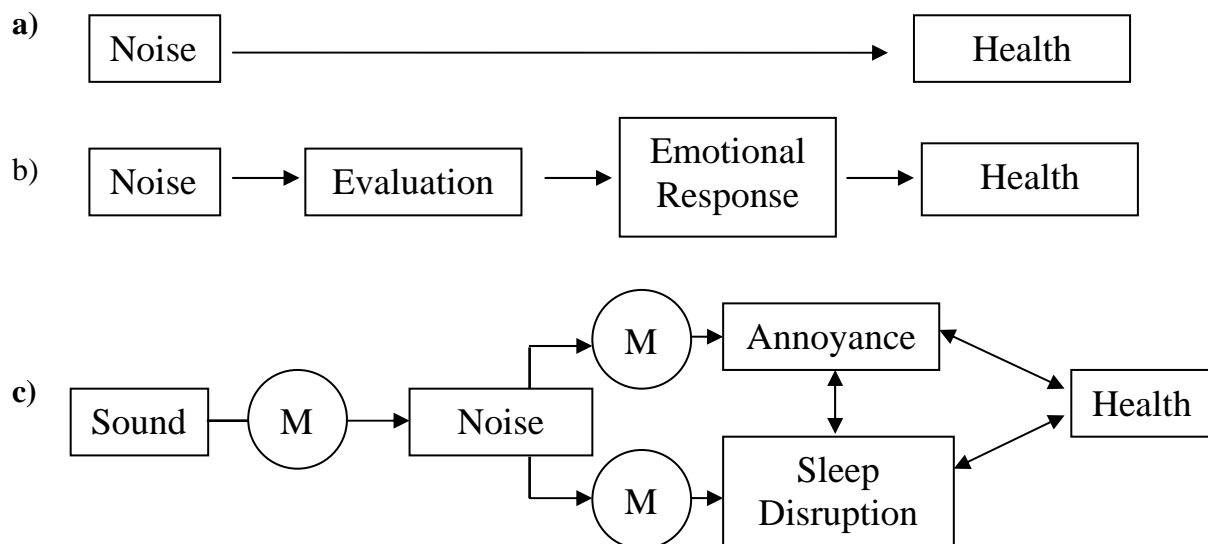 a)
Noise
Health
b)
Noise
Evaluation
Emotional
Response
Health
c)
Sound
M
Noise
M
Annoyance
M
Sleep
Disruption
Health